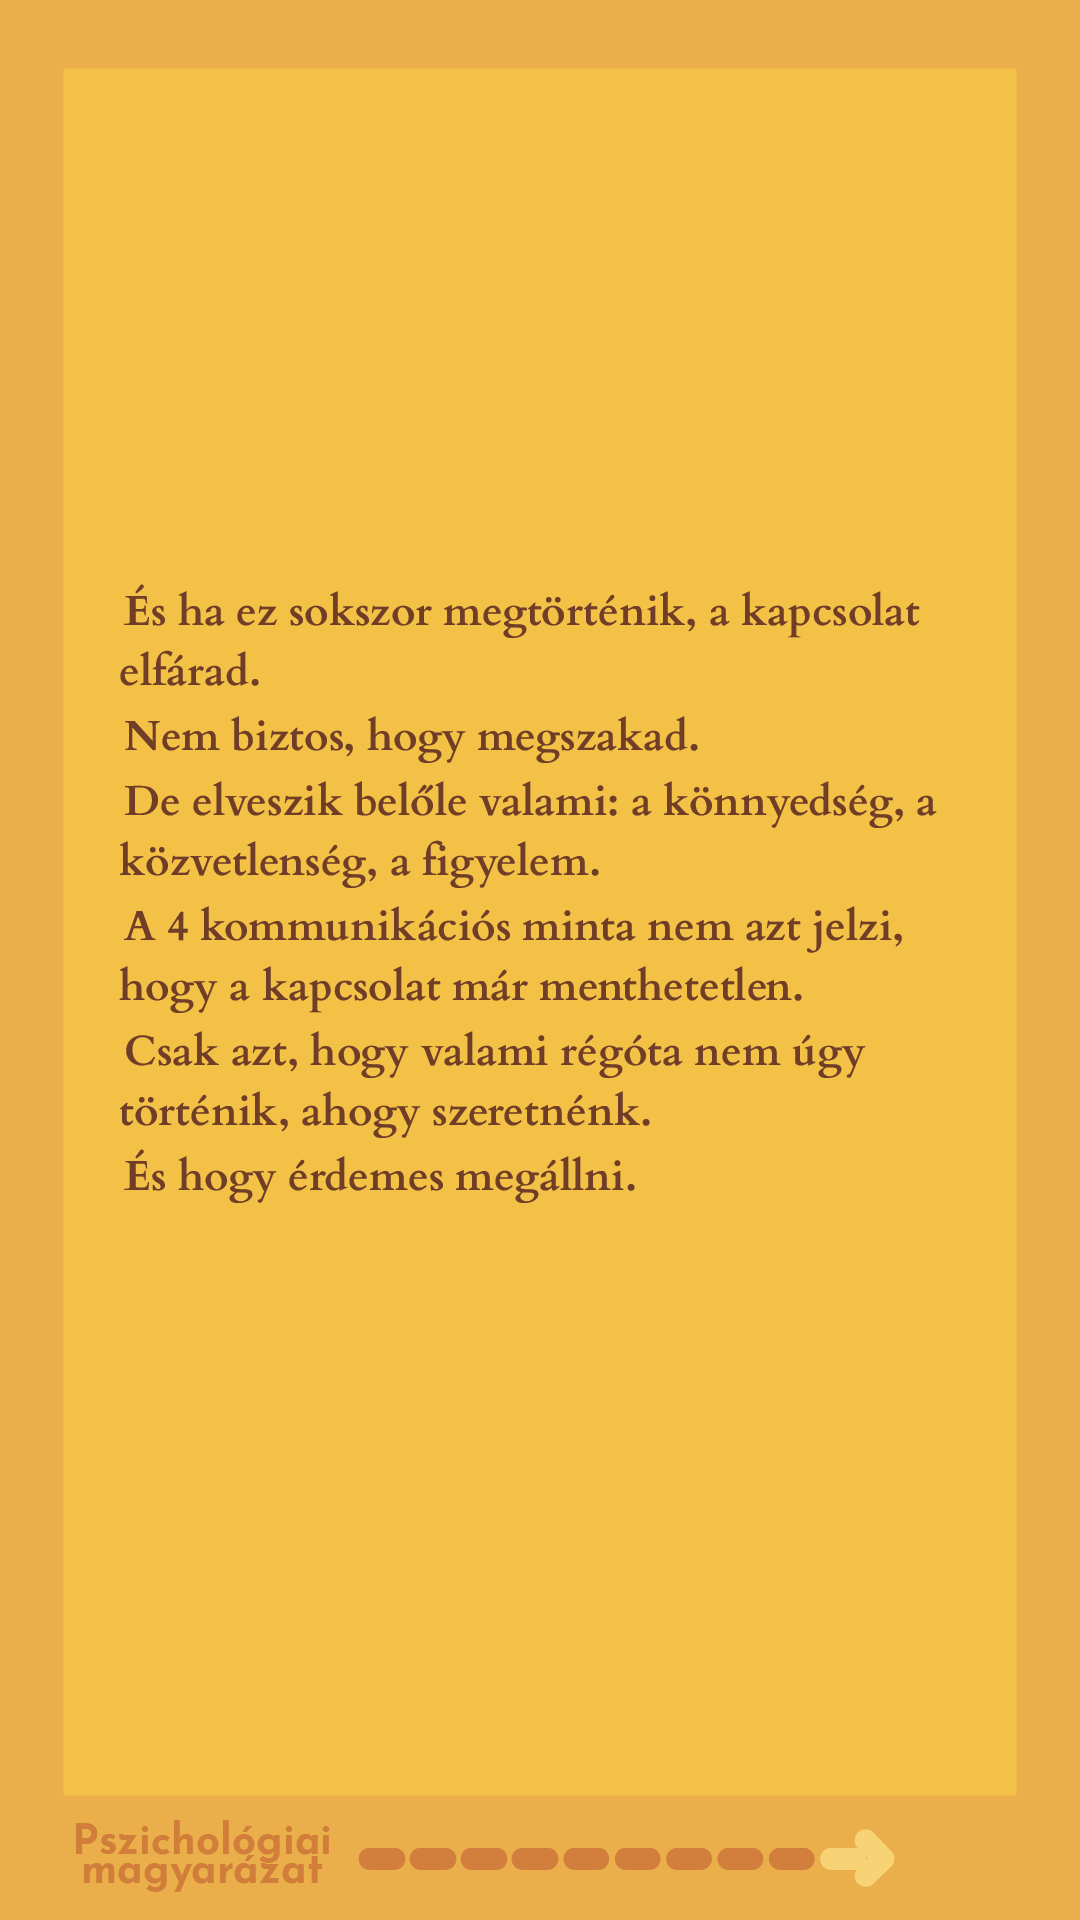 És ha ez sokszor megtörténik, a kapcsolat
elfárad.
Nem biztos, hogy megszakad.
De elveszik belőle valami: a könnyedség, a
közvetlenség, a figyelem.
A 4 kommunikációs minta nem azt jelzi,
hogy a kapcsolat már menthetetlen.
Csak azt, hogy valami régóta nem úgy
történik, ahogy szeretnénk.
És hogy érdemes megállni.
Pszichológiai
magyarázat